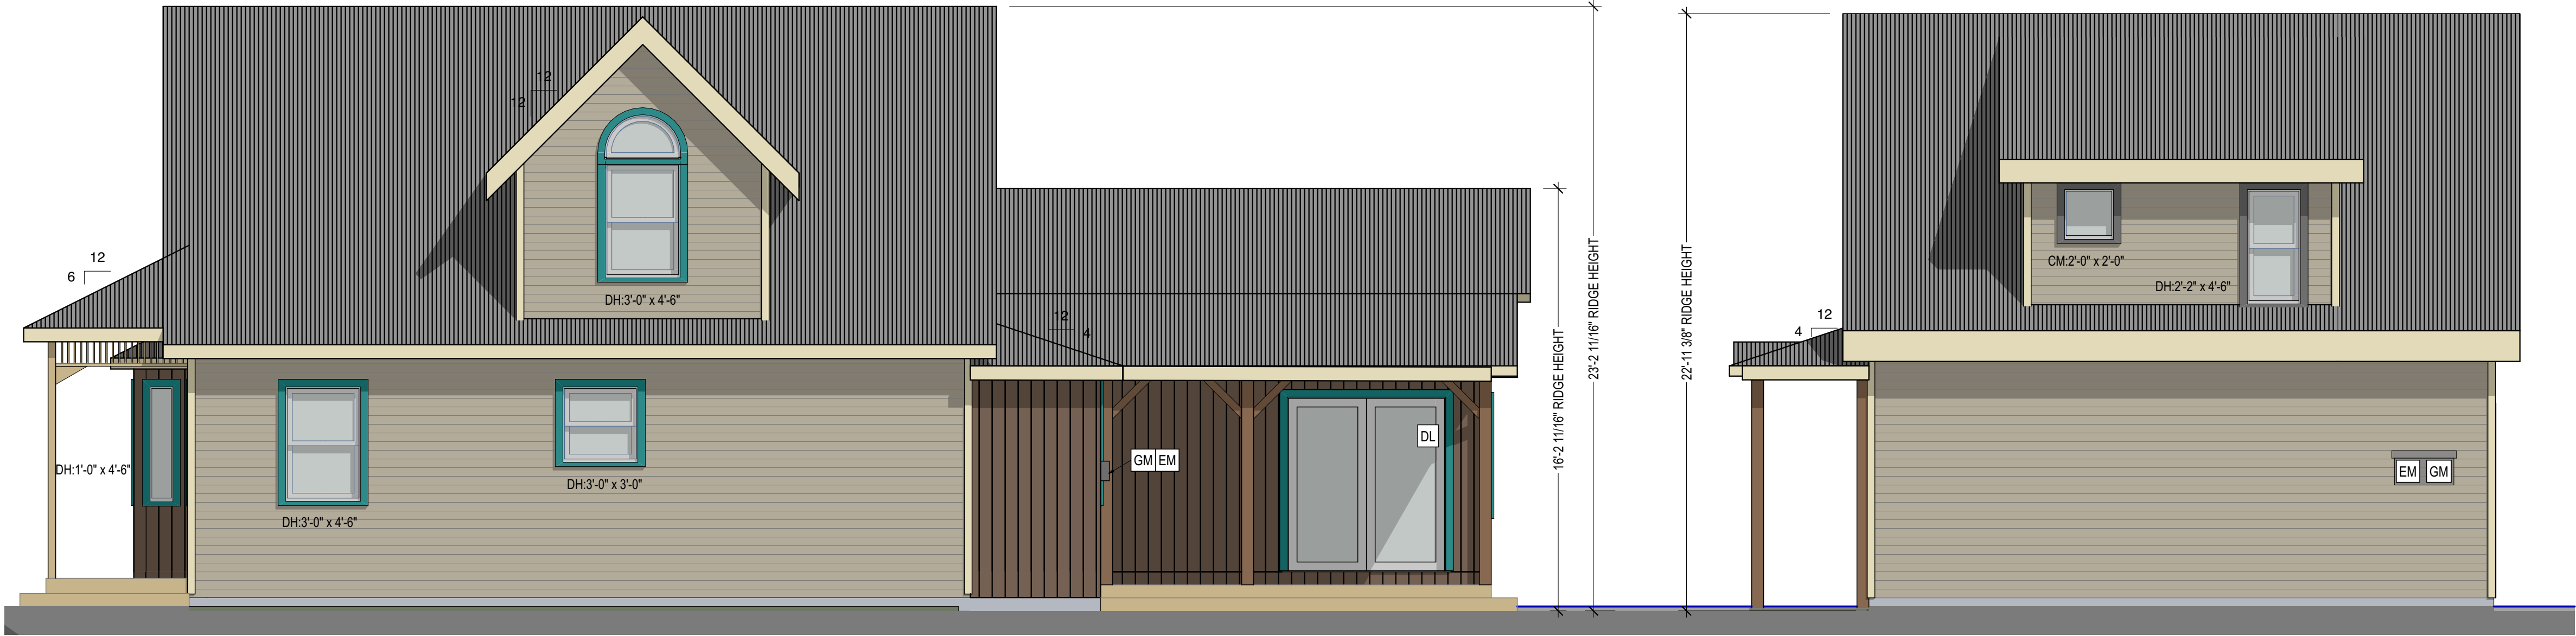 12
12
12
6
DH:3'-0" x 4'-6"
12
4
DH:1'-0" x 4'-6"
DH:3'-0" x 4'-6"
DH:3'-0" x 3'-0"
GM EM
DL
16'-2 11/16" RIDGE HEIGHT
23'-2 11/16" RIDGE HEIGHT
22'-11 3/8" RIDGE HEIGHT
CM:2'-0" x 2'-0"
DH:2'-2" x 4'-6"
12
4
EM GM